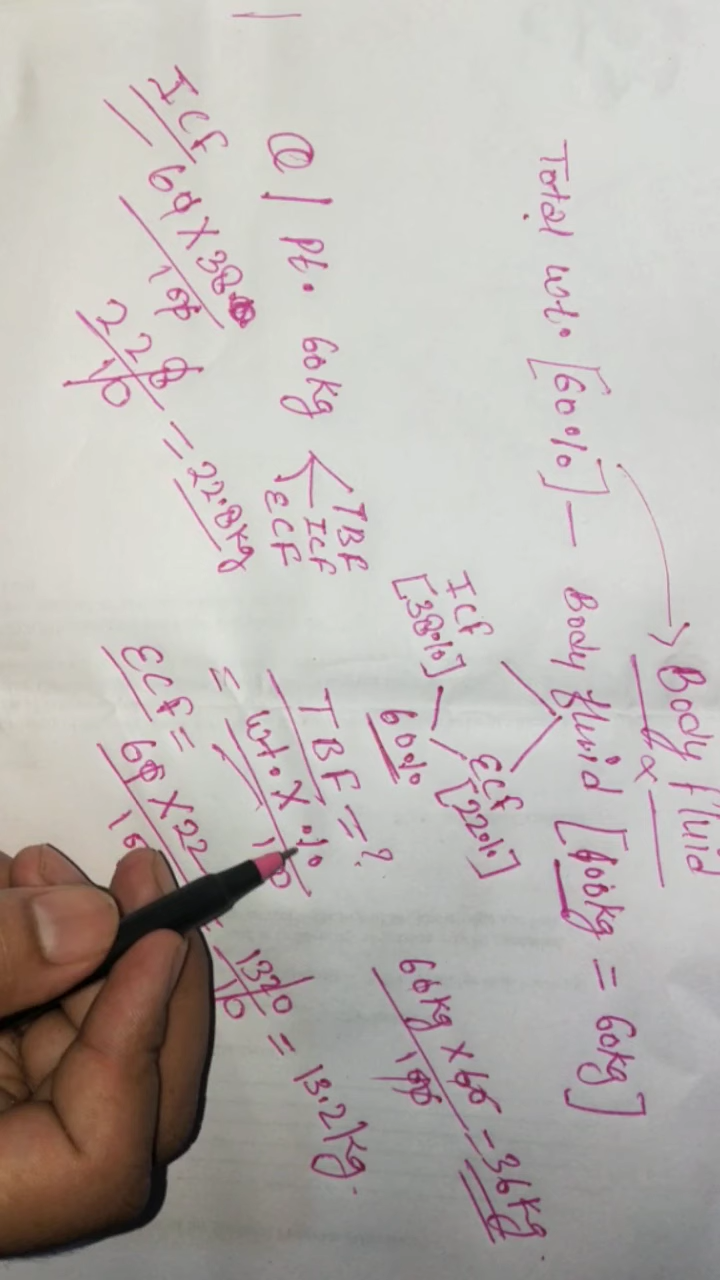 Body fluid
α
Total wt. [60%] — Body fluid [100kg = 60kg]
ICF
[38%]
ECF
[22%]
60%
Q/ Pt. 60kg
TBF
ICF
ECF
TBF = ?
= wt. X %
100
60kg x 60
100
= 36kg
ICF
60 X 38
100
228
10
= 22.8kg
ECF =
60 X 22
=
132
10
= 13.2kg.